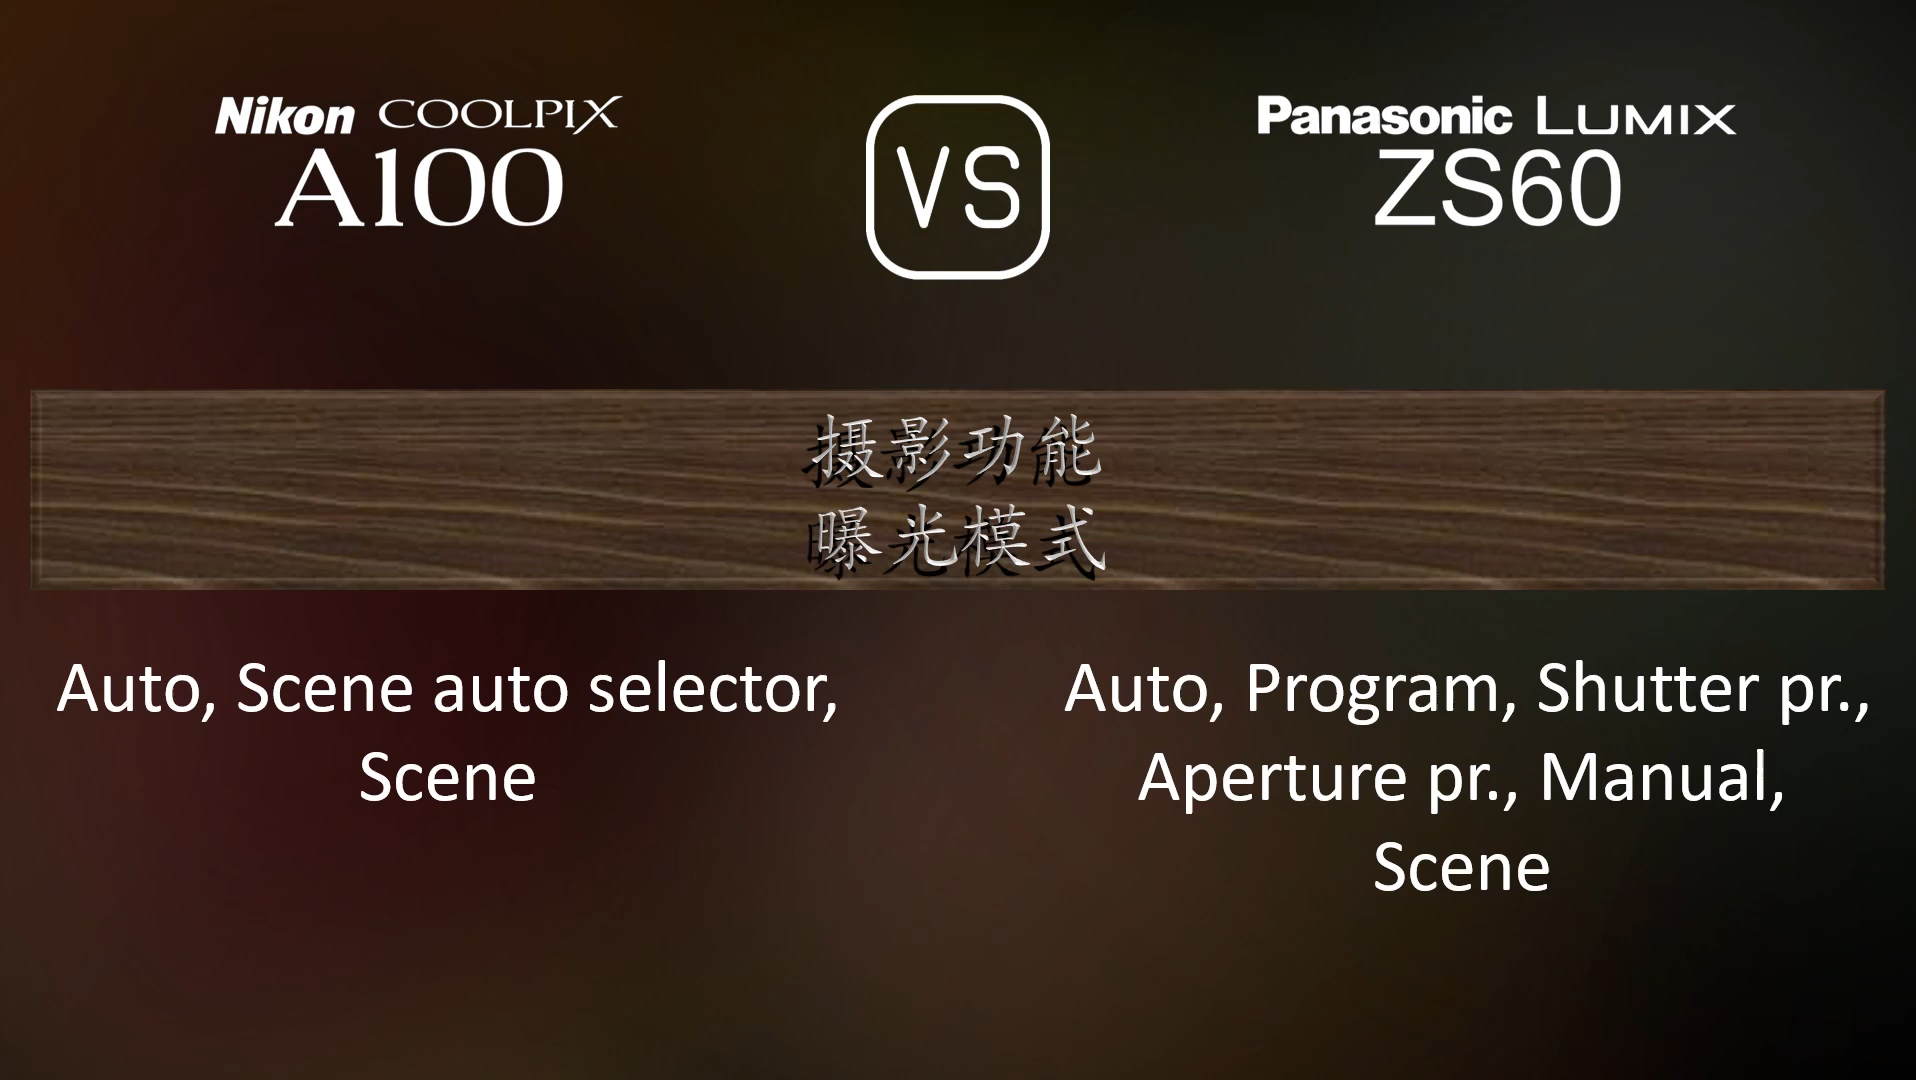 Nikon COOLPIX
A100
VS
Panasonic LUMIX
ZS60
摄影功能
曝光模式
Auto, Scene auto selector,
Scene
Auto, Program, Shutter pr.,
Aperture pr., Manual,
Scene